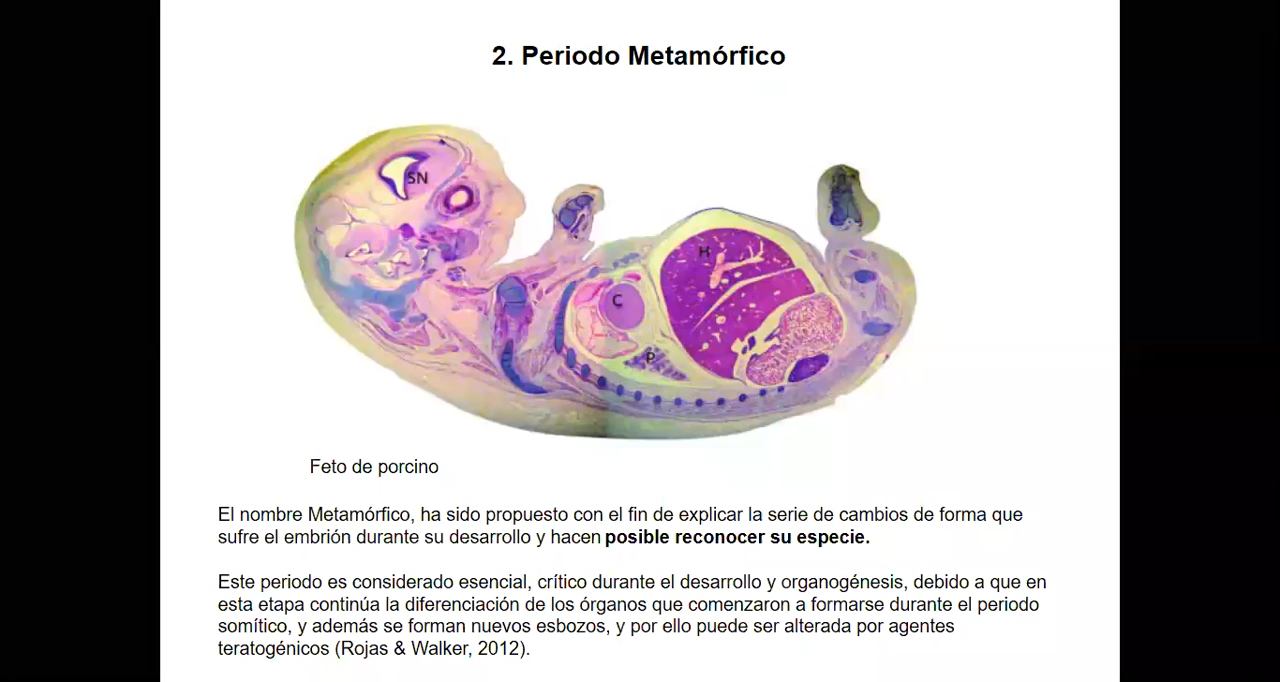 2. Periodo Metamórfico
SN
H
C
P
Feto de porcino
El nombre Metamórfico, ha sido propuesto con el fin de explicar la serie de cambios de forma que
sufre el embrión durante su desarrollo y hacen posible reconocer su especie.
Este periodo es considerado esencial, crítico durante el desarrollo y organogénesis, debido a que en
esta etapa continúa la diferenciación de los órganos que comenzaron a formarse durante el periodo
somítico, y además se forman nuevos esbozos, y por ello puede ser alterada por agentes
teratogénicos (Rojas & Walker, 2012).